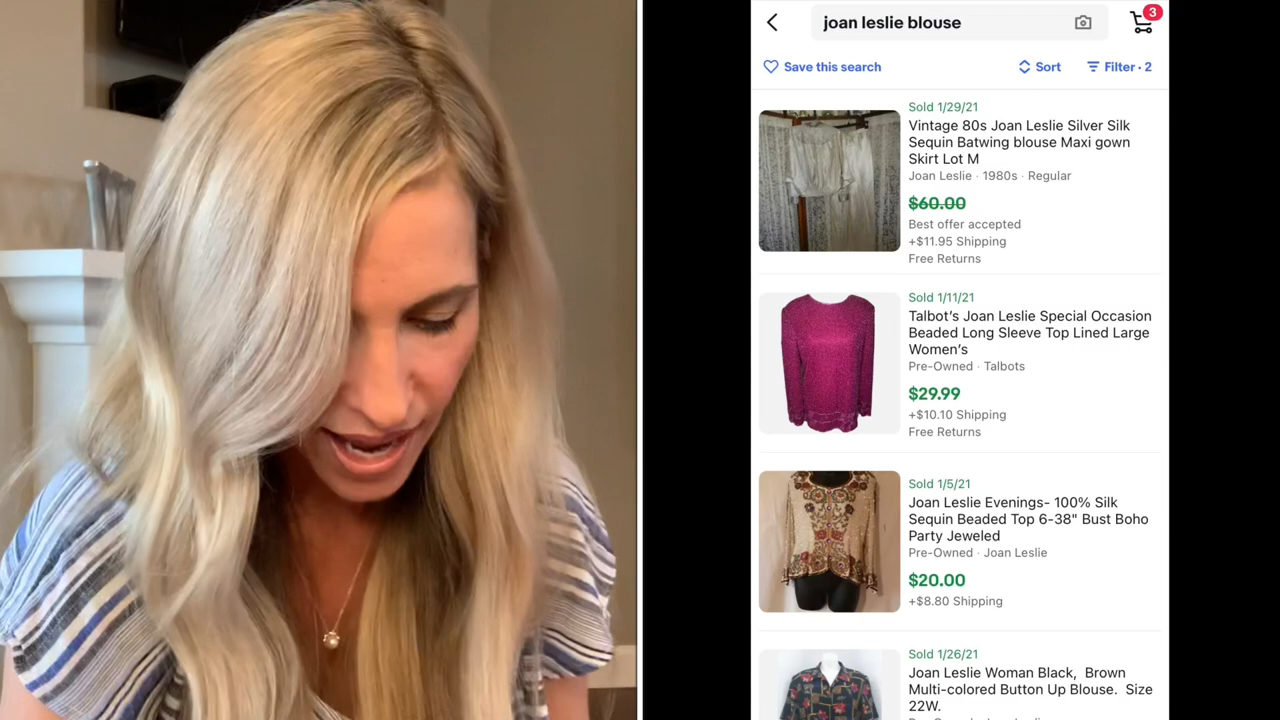 joan leslie blouse
3
Save this search
Sort
Filter · 2
Sold 1/29/21
Vintage 80s Joan Leslie Silver Silk
Sequin Batwing blouse Maxi gown
Skirt Lot M
Joan Leslie · 1980s · Regular
$60.00
Best offer accepted
+$11.95 Shipping
Free Returns
Sold 1/11/21
Talbot’s Joan Leslie Special Occasion
Beaded Long Sleeve Top Lined Large
Women’s
Pre-Owned · Talbots
$29.99
+$10.10 Shipping
Free Returns
Sold 1/5/21
Joan Leslie Evenings- 100% Silk
Sequin Beaded Top 6-38" Bust Boho
Party Jeweled
Pre-Owned · Joan Leslie
$20.00
+$8.80 Shipping
Sold 1/26/21
Joan Leslie Woman Black, Brown
Multi-colored Button Up Blouse. Size
22W.